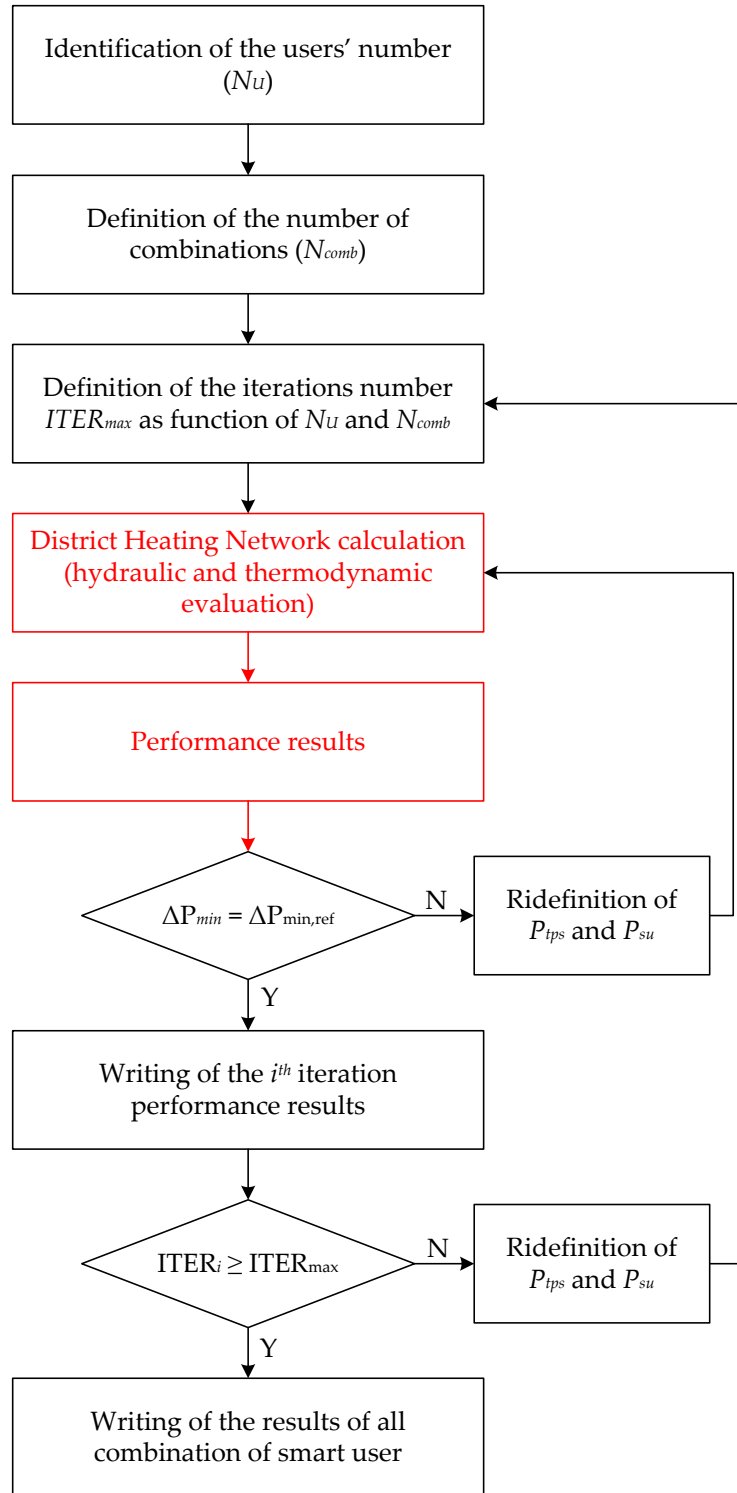 Identification of the users’ number
(NU)
Definition of the number of
combinations (Ncomb)
Definition of the iterations number
ITERmax as function of NU and Ncomb
District Heating Network calculation
(hydraulic and thermodynamic
evaluation)
Performance results
ΔPmin = ΔPmin,ref
N
Ridefinition of
Ptps and Psu
Y
Writing of the ith iteration
performance results
ITERi ≥ ITERmax
N
Ridefinition of
Ptps and Psu
Y
Writing of the results of all
combination of smart user